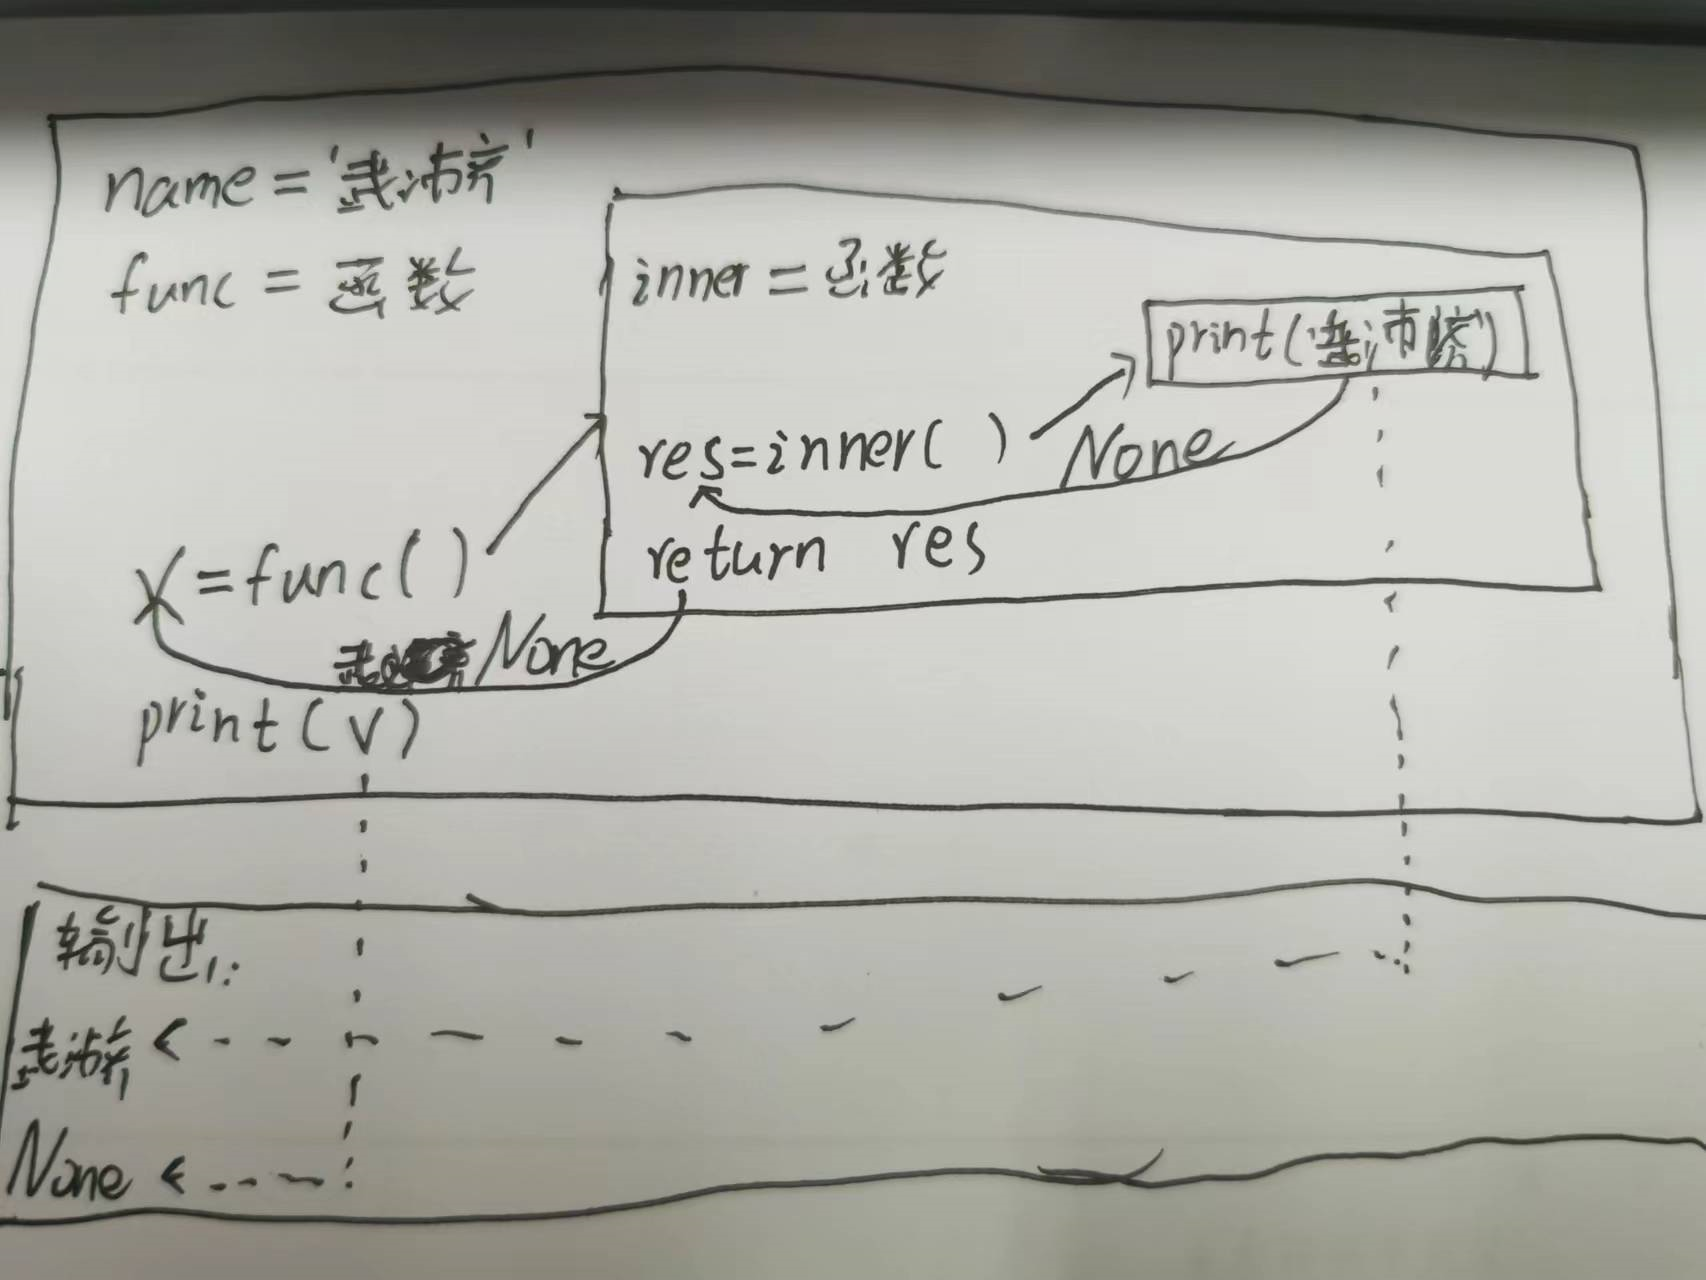 name = '武沛齐'
func = 函数
inner = 函数
print('武沛齐')
res=inner( )
None
return res
v=func( )
None
print(v)
输出:
武沛齐
None